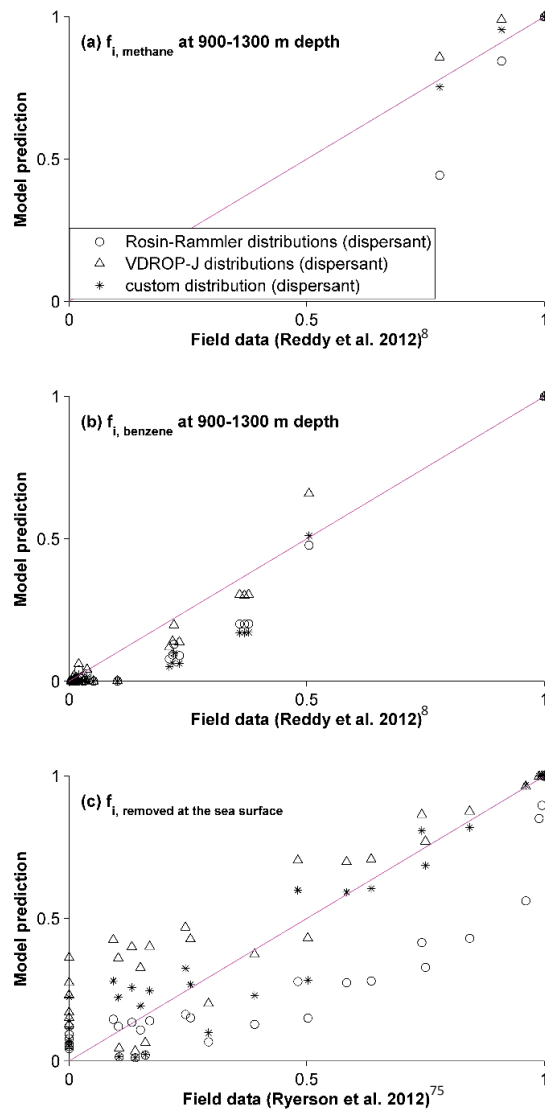 1
(a) f i, methane at 900-1300 m depth
Model prediction
0.5
Rosin-Rammler distributions (dispersant)
VDROP-J distributions (dispersant)
custom distribution (dispersant)
0
0 0.5 1
Field data (Reddy et al. 2012)8
1
(b) f i, benzene at 900-1300 m depth
Model prediction
0.5
0
0 0.5 1
Field data (Reddy et al. 2012)8
1
(c) f i, removed at the sea surface
Model prediction
0.5
0
0 0.5 1
Field data (Ryerson et al. 2012)75